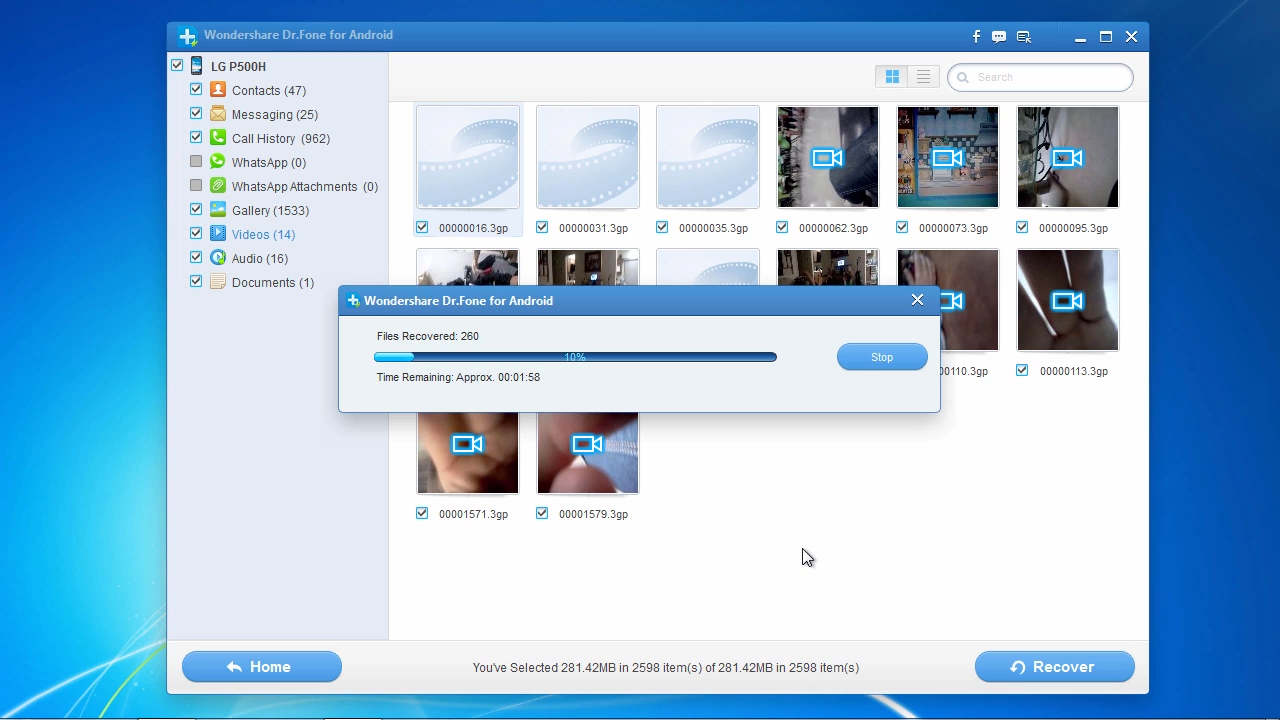 Wondershare Dr.Fone for Android
LG P500H
Contacts (47)
Messaging (25)
Call History (962)
WhatsApp (0)
WhatsApp Attachments (0)
Gallery (1533)
Videos (14)
Audio (16)
Documents (1)
Search
00000016.3gp
00000031.3gp
00000035.3gp
00000062.3gp
00000073.3gp
00000095.3gp
Wondershare Dr.Fone for Android
Files Recovered: 260
10%
Stop
Time Remaining: Approx. 00:01:58
00110.3gp
00000113.3gp
00001571.3gp
00001579.3gp
Home
You've Selected 281.42MB in 2598 item(s) of 281.42MB in 2598 item(s)
Recover